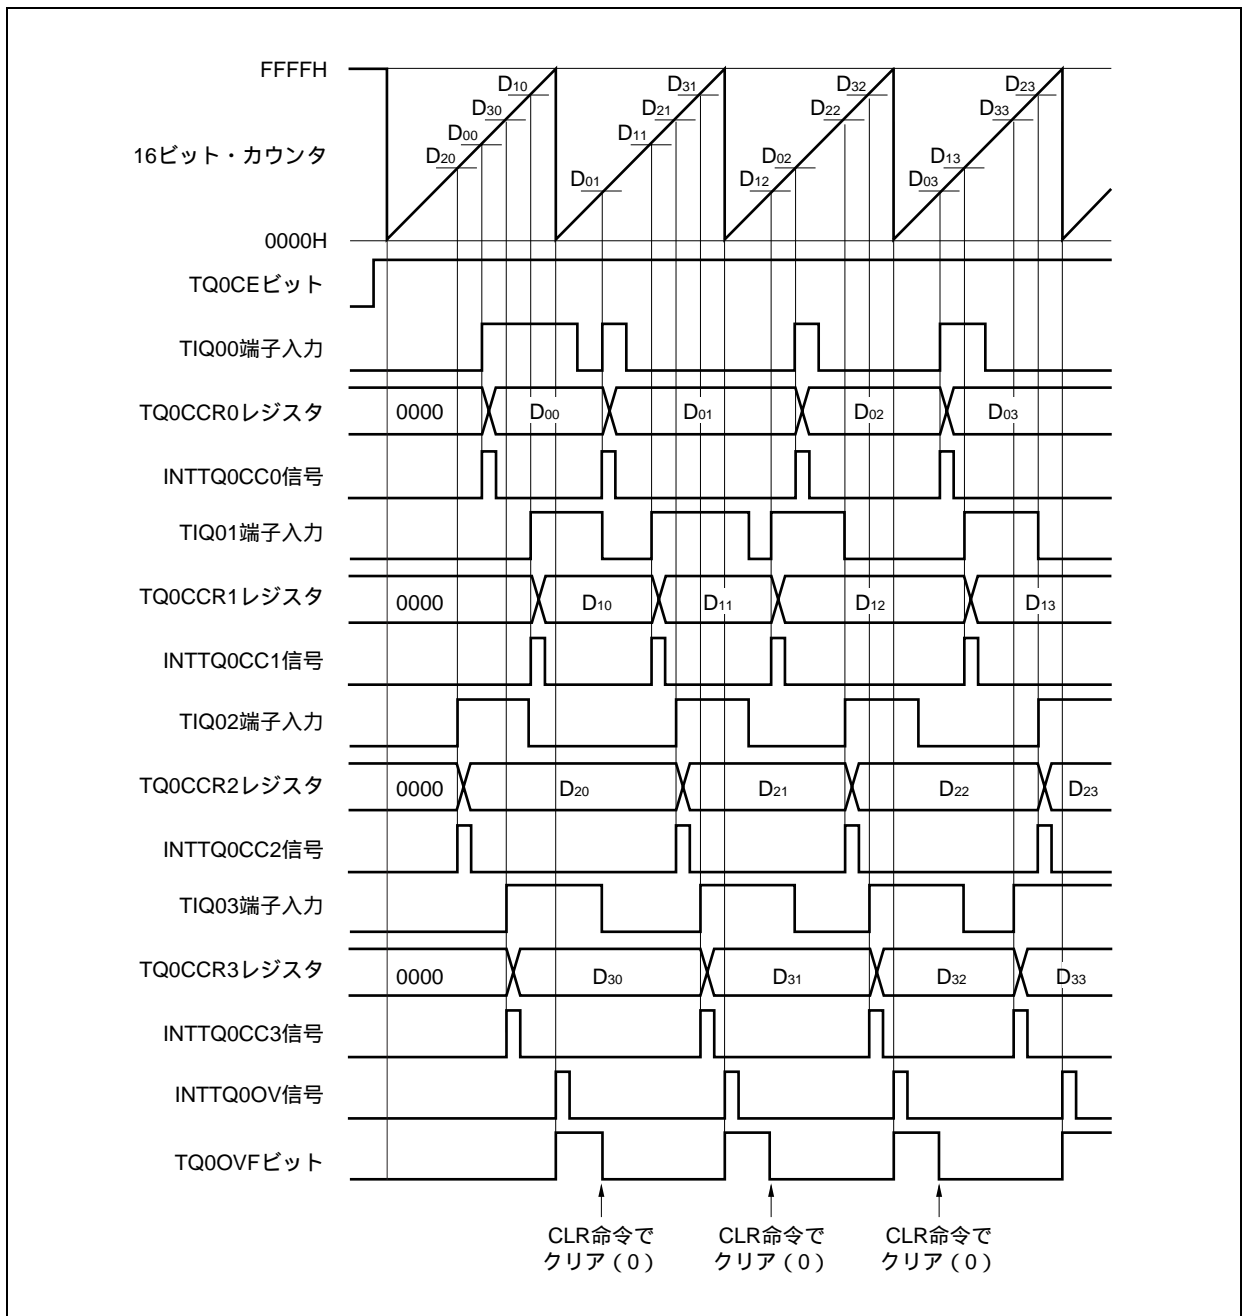 FFFFH
D10
D31
D32
D23
D30
D21
D22
D33
D00
D11
16ビット・カウンタ
D20
D02
D13
D01
D12
D03
0000H
TQ0CEビット
TIQ00端子入力
TQ0CCR0レジスタ 0000 D00 D01 D02 D03
INTTQ0CC0信号
TIQ01端子入力
TQ0CCR1レジスタ 0000 D10 D11 D12 D13
INTTQ0CC1信号
TIQ02端子入力
TQ0CCR2レジスタ 0000 D20 D21 D22 D23
INTTQ0CC2信号
TIQ03端子入力
TQ0CCR3レジスタ 0000 D30 D31 D32 D33
INTTQ0CC3信号
INTTQ0OV信号
TQ0OVFビット
CLR命令で
クリア(0)
CLR命令で
クリア(0)
CLR命令で
クリア(0)